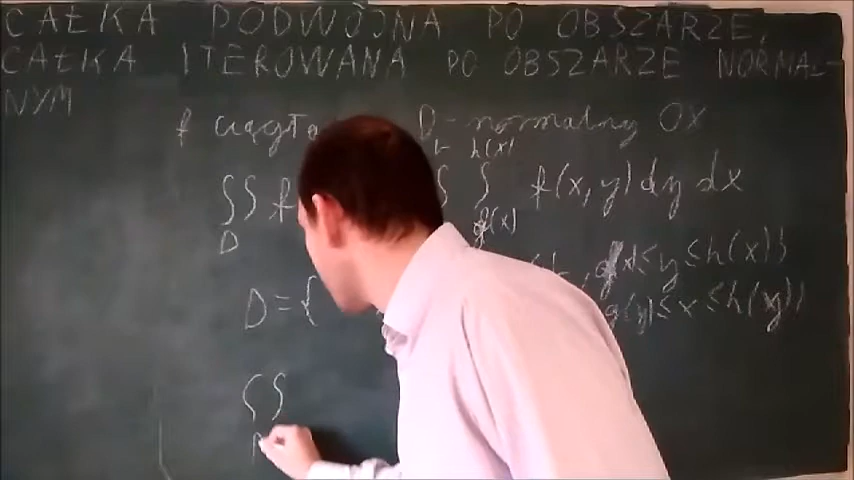 CAŁKA PODWÓJNA PO OBSZARZE,
CAŁKA ITEROWANA PO OBSZARZE NORMAL-
NYM
f ciągła D - normalny OX
∫∫ f ∫ ∫ f(x,y) dy dx
D g(x) h(x)
D = { ≤ y ≤ h(x)
g(y) ≤ x ≤ h(y)
∫∫